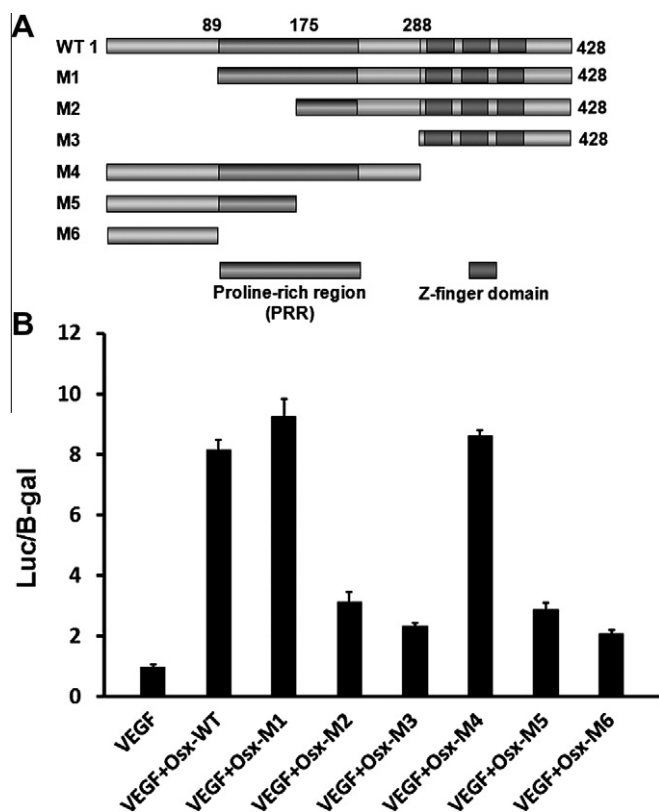 A
89 175 288
WT 1 428
M1 428
M2 428
M3 428
M4
M5
M6
Proline-rich region Z-finger domain
(PRR)
B
12
10
8
6
4
2
0
Luc/B-gal
VEGF
VEGF+Osx-WT
VEGF+Osx-M1
VEGF+Osx-M2
VEGF+Osx-M3
VEGF+Osx-M4
VEGF+Osx-M5
VEGF+Osx-M6